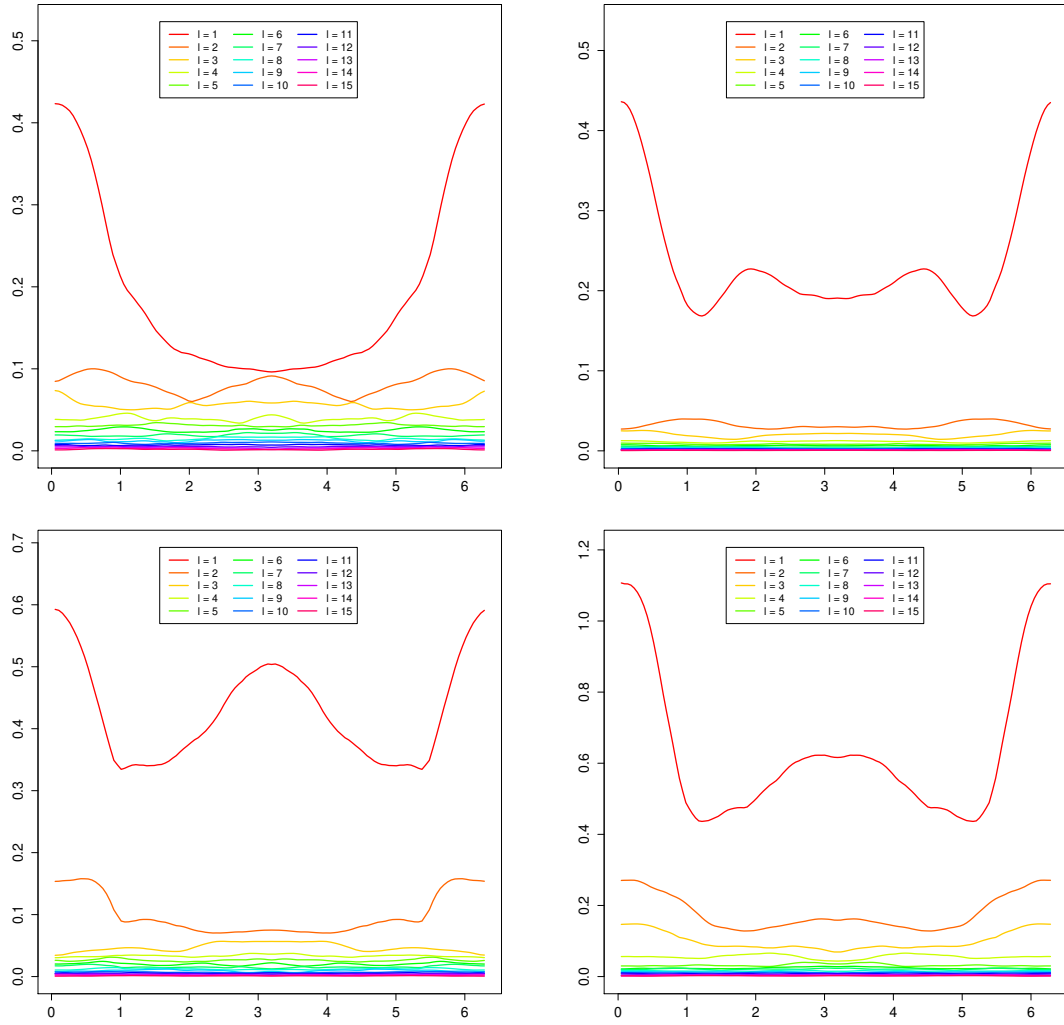 0.5
0.4
0.3
0.2
0.1
0.0
l = 1 l = 6 l = 11
l = 2 l = 7 l = 12
l = 3 l = 8 l = 13
l = 4 l = 9 l = 14
l = 5 l = 10 l = 15
0 1 2 3 4 5 6
0.5
0.4
0.3
0.2
0.1
0.0
l = 1 l = 6 l = 11
l = 2 l = 7 l = 12
l = 3 l = 8 l = 13
l = 4 l = 9 l = 14
l = 5 l = 10 l = 15
0 1 2 3 4 5 6
0.7
0.6
0.5
0.4
0.3
0.2
0.1
0.0
l = 1 l = 6 l = 11
l = 2 l = 7 l = 12
l = 3 l = 8 l = 13
l = 4 l = 9 l = 14
l = 5 l = 10 l = 15
0 1 2 3 4 5 6
1.2
1.0
0.8
0.6
0.4
0.2
0.0
l = 1 l = 6 l = 11
l = 2 l = 7 l = 12
l = 3 l = 8 l = 13
l = 4 l = 9 l = 14
l = 5 l = 10 l = 15
0 1 2 3 4 5 6